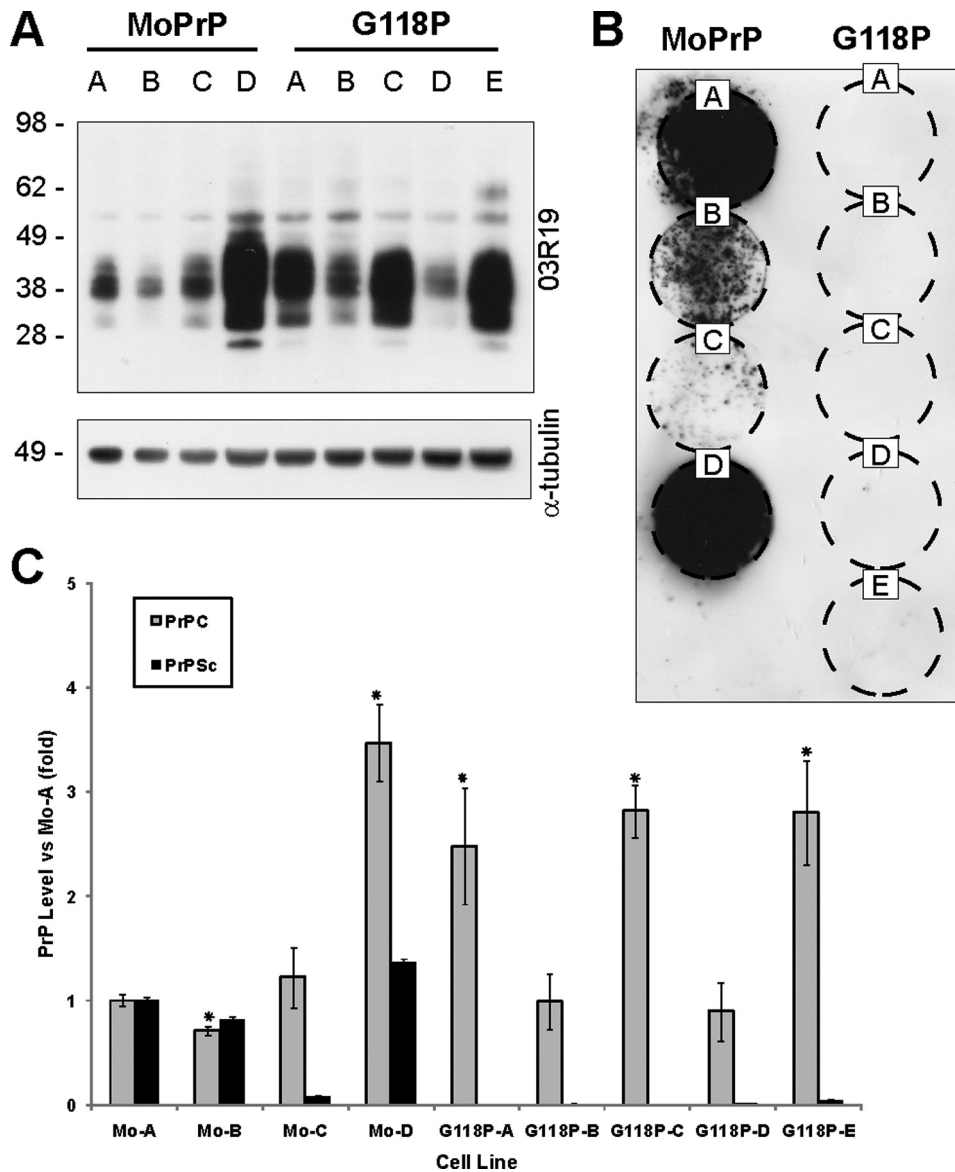 A
MoPrP G118P
A B C D A B C D E
98 -
62 -
49 -
38 -
28 -
03R19
49 -
α-tubulin
B
MoPrP G118P
A A
B B
C C
D D
E
C
PrP Level vs Mo-A (fold)
5
4
3
2
1
0
PrPC
PrPSc
* * * * *
Mo-A Mo-B Mo-C Mo-D G118P-A G118P-B G118P-C G118P-D G118P-E
Cell Line